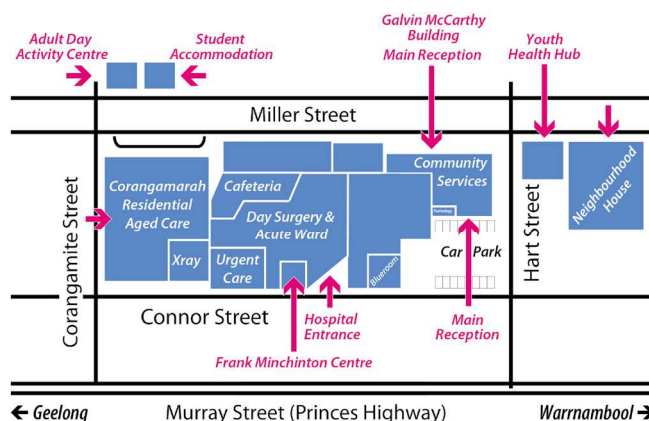 Adult Day
Activity Centre
Student
Accommodation
Galvin McCarthy
Building
Main Reception
Youth
Health Hub
Miller Street
Corangamite Street
Corangamarah
Residential
Aged Care
Xray
Cafeteria
Day Surgery &
Acute Ward
Urgent
Care
Blueroom
Community
Services
Pathology
Car Park
Hart Street
Neighbourhood
House
Connor Street
Hospital
Entrance
Main
Reception
Frank Minchinton Centre
← Geelong
Murray Street (Princes Highway)
Warrnambool →